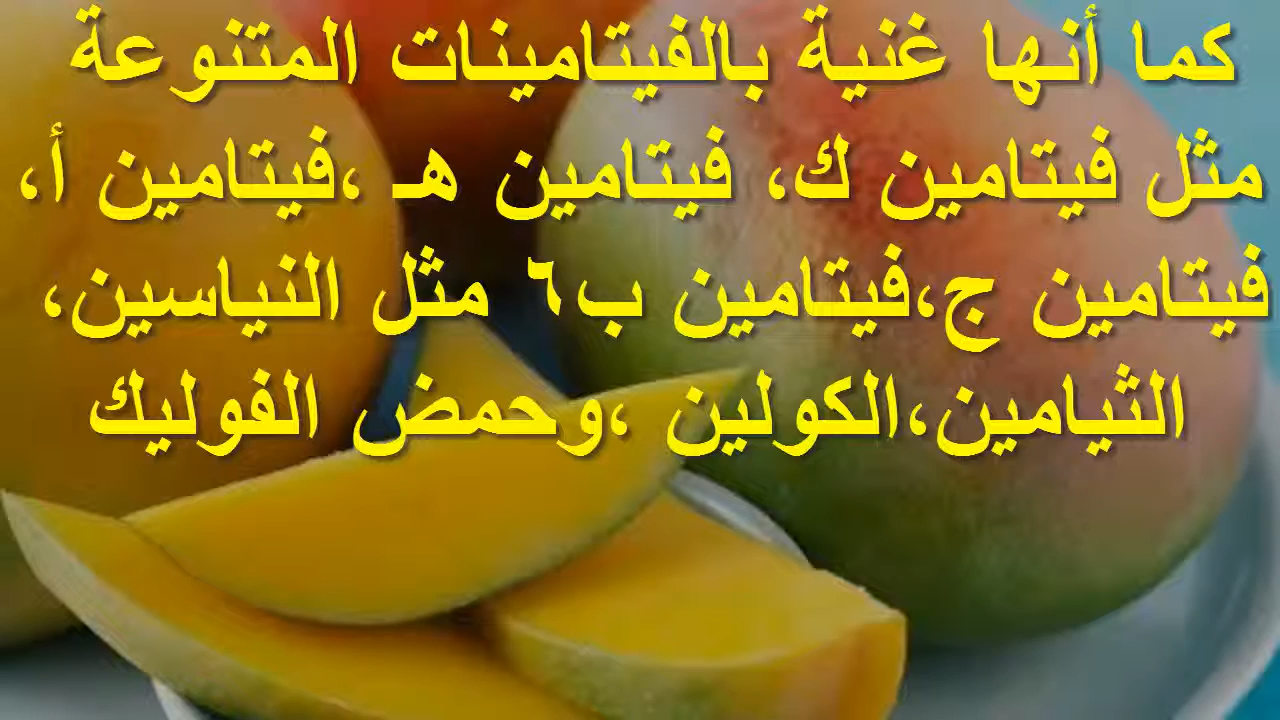 كما أنها غنية بالفيتامينات المتنوعة
مثل فيتامين ك، فيتامين هـ ،فيتامين أ،
فيتامين ج،فيتامين ب٦ مثل النياسين،
الثيامين،الكولين ،وحمض الفوليك